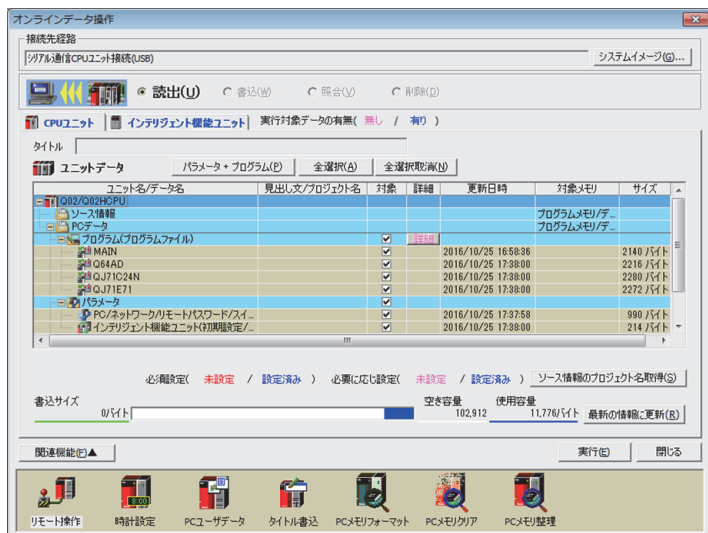 オンラインデータ操作
接続先経路
シリアル通信CPUユニット接続(USB)
システムイメージ(G)...
読出(U) 書込(W) 照合(V) 削除(D)
CPUユニット インテリジェント機能ユニット 実行対象データの有無( 無し / 有り )
タイトル
ユニットデータ パラメータ+プログラム(P) 全選択(A) 全選択取消(N)
ユニット名/データ名 見出し文/プロジェクト名 対象 詳細 更新日時 対象メモリ サイズ
Q02/Q02HCPU
ソース情報 プログラムメモリ/デ...
PCデータ プログラムメモリ/デ...
プログラム(プログラムファイル) 詳細
MAIN 2016/10/25 16:58:36 2140 バイト
Q64AD 2016/10/25 17:38:00 2216 バイト
QJ71C24N 2016/10/25 17:38:00 2280 バイト
QJ71E71 2016/10/25 17:38:00 2272 バイト
パラメータ
PC/ネットワーク/リモートパスワード/スイ... 2016/10/25 17:37:58 990 バイト
インテリジェント機能ユニット(初期設定/... 2016/10/25 17:38:00 214 バイト
必須設定( 未設定 / 設定済み ) 必要に応じ設定( 未設定 / 設定済み ) ソース情報のプロジェクト名取得(S)
書込サイズ 空き容量 使用容量
0バイト 102,912 11,776バイト 最新の情報に更新(R)
関連機能(F)▲ 実行(E) 閉じる
リモート操作 時計設定 PCユーザデータ タイトル書込 PCメモリフォーマット PCメモリクリア PCメモリ整理